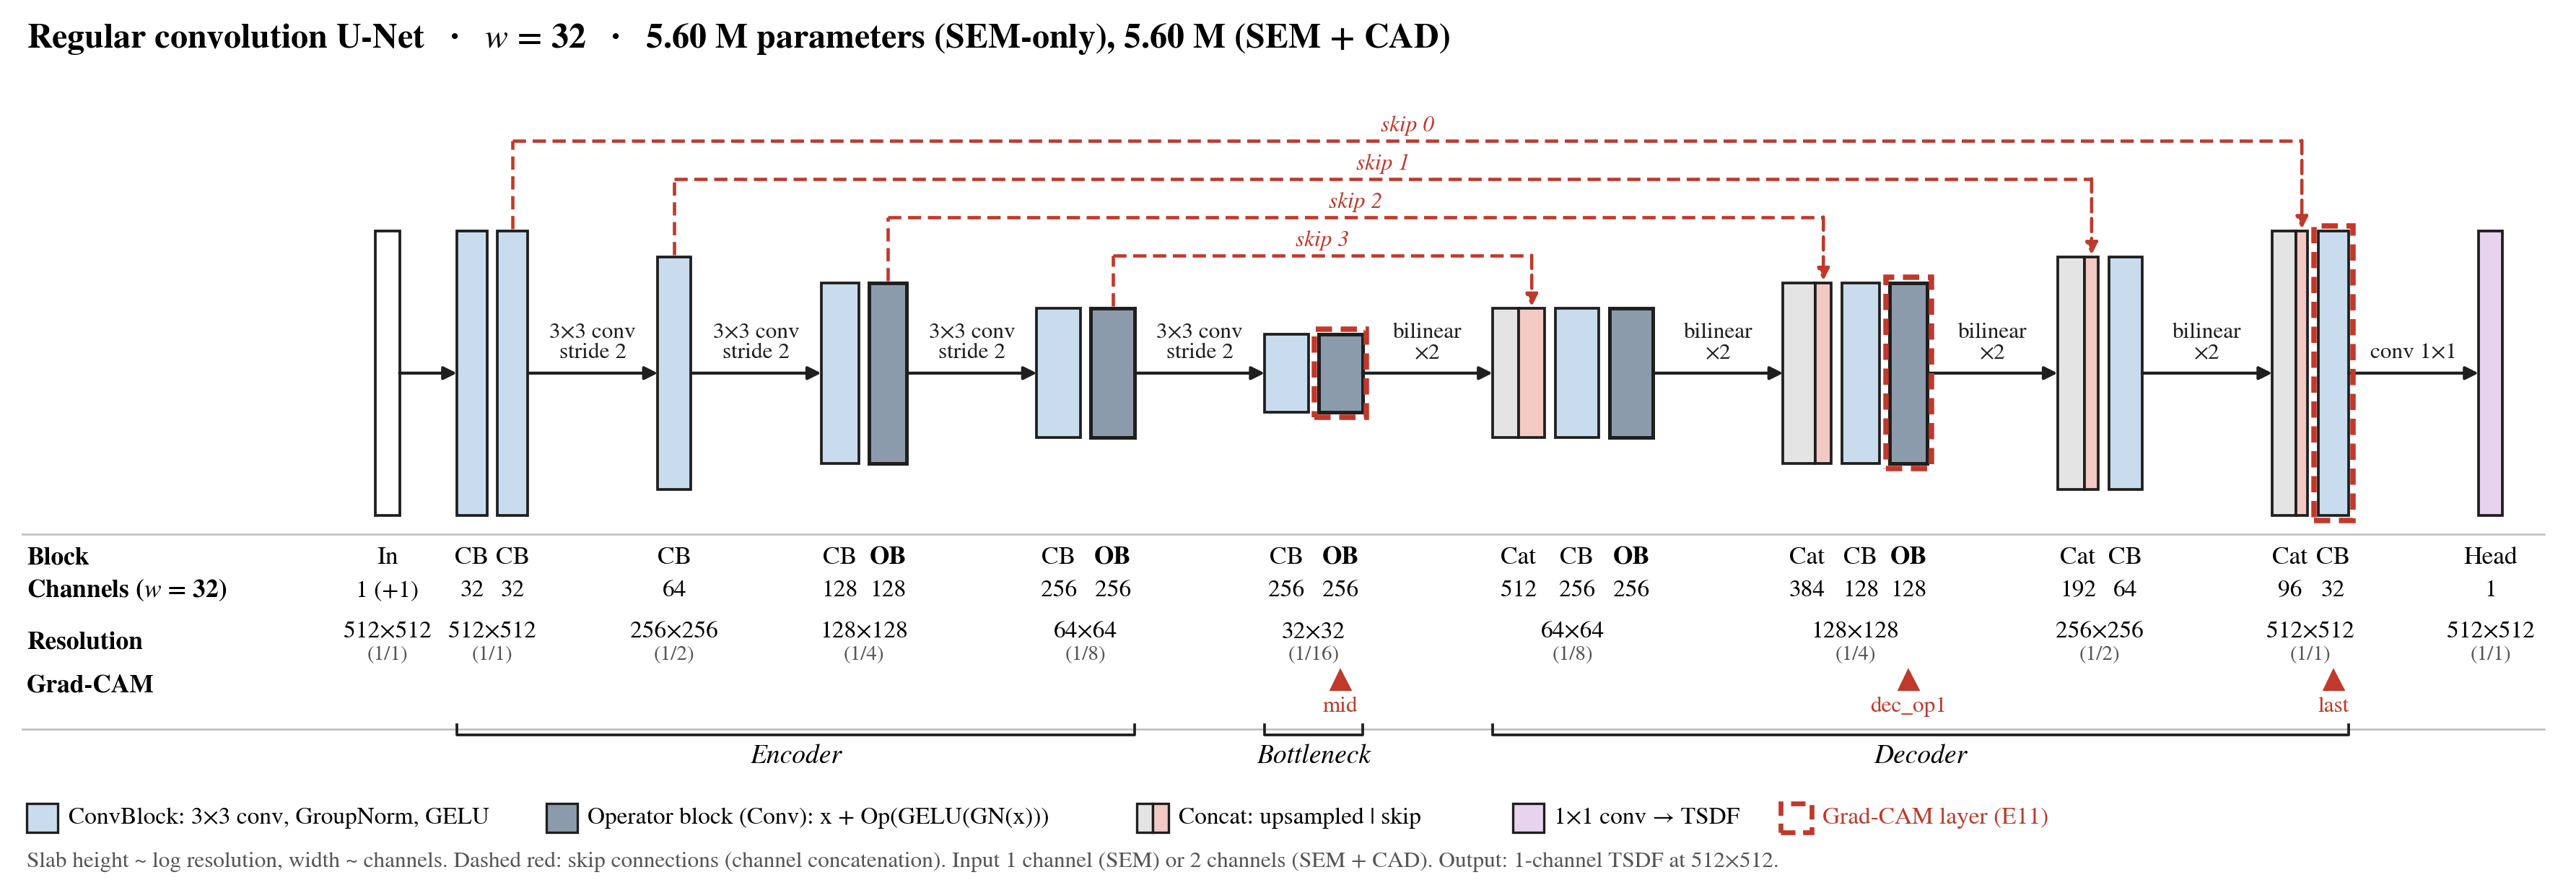 Regular convolution U-Net · w = 32 · 5.60 M parameters (SEM-only), 5.60 M (SEM + CAD)
skip 0
skip 1
skip 2
skip 3
3×3 conv
stride 2
3×3 conv
stride 2
3×3 conv
stride 2
3×3 conv
stride 2
bilinear
×2
bilinear
×2
bilinear
×2
bilinear
×2
conv 1×1
Block In CB CB CB CB OB CB OB CB OB Cat CB OB Cat CB OB Cat CB Cat CB Head
Channels (w = 32) 1 (+1) 32 32 64 128 128 256 256 256 256 512 256 256 384 128 128 192 64 96 32 1
Resolution 512×512 512×512 256×256 128×128 64×64 32×32 64×64 128×128 256×256 512×512 512×512
(1/1) (1/1) (1/2) (1/4) (1/8) (1/16) (1/8) (1/4) (1/2) (1/1) (1/1)
Grad-CAM
mid dec_op1 last
Encoder Bottleneck Decoder
ConvBlock: 3×3 conv, GroupNorm, GELU Operator block (Conv): x + Op(GELU(GN(x))) Concat: upsampled | skip 1×1 conv → TSDF Grad-CAM layer (E11)
Slab height ~ log resolution, width ~ channels. Dashed red: skip connections (channel concatenation). Input 1 channel (SEM) or 2 channels (SEM + CAD). Output: 1-channel TSDF at 512×512.